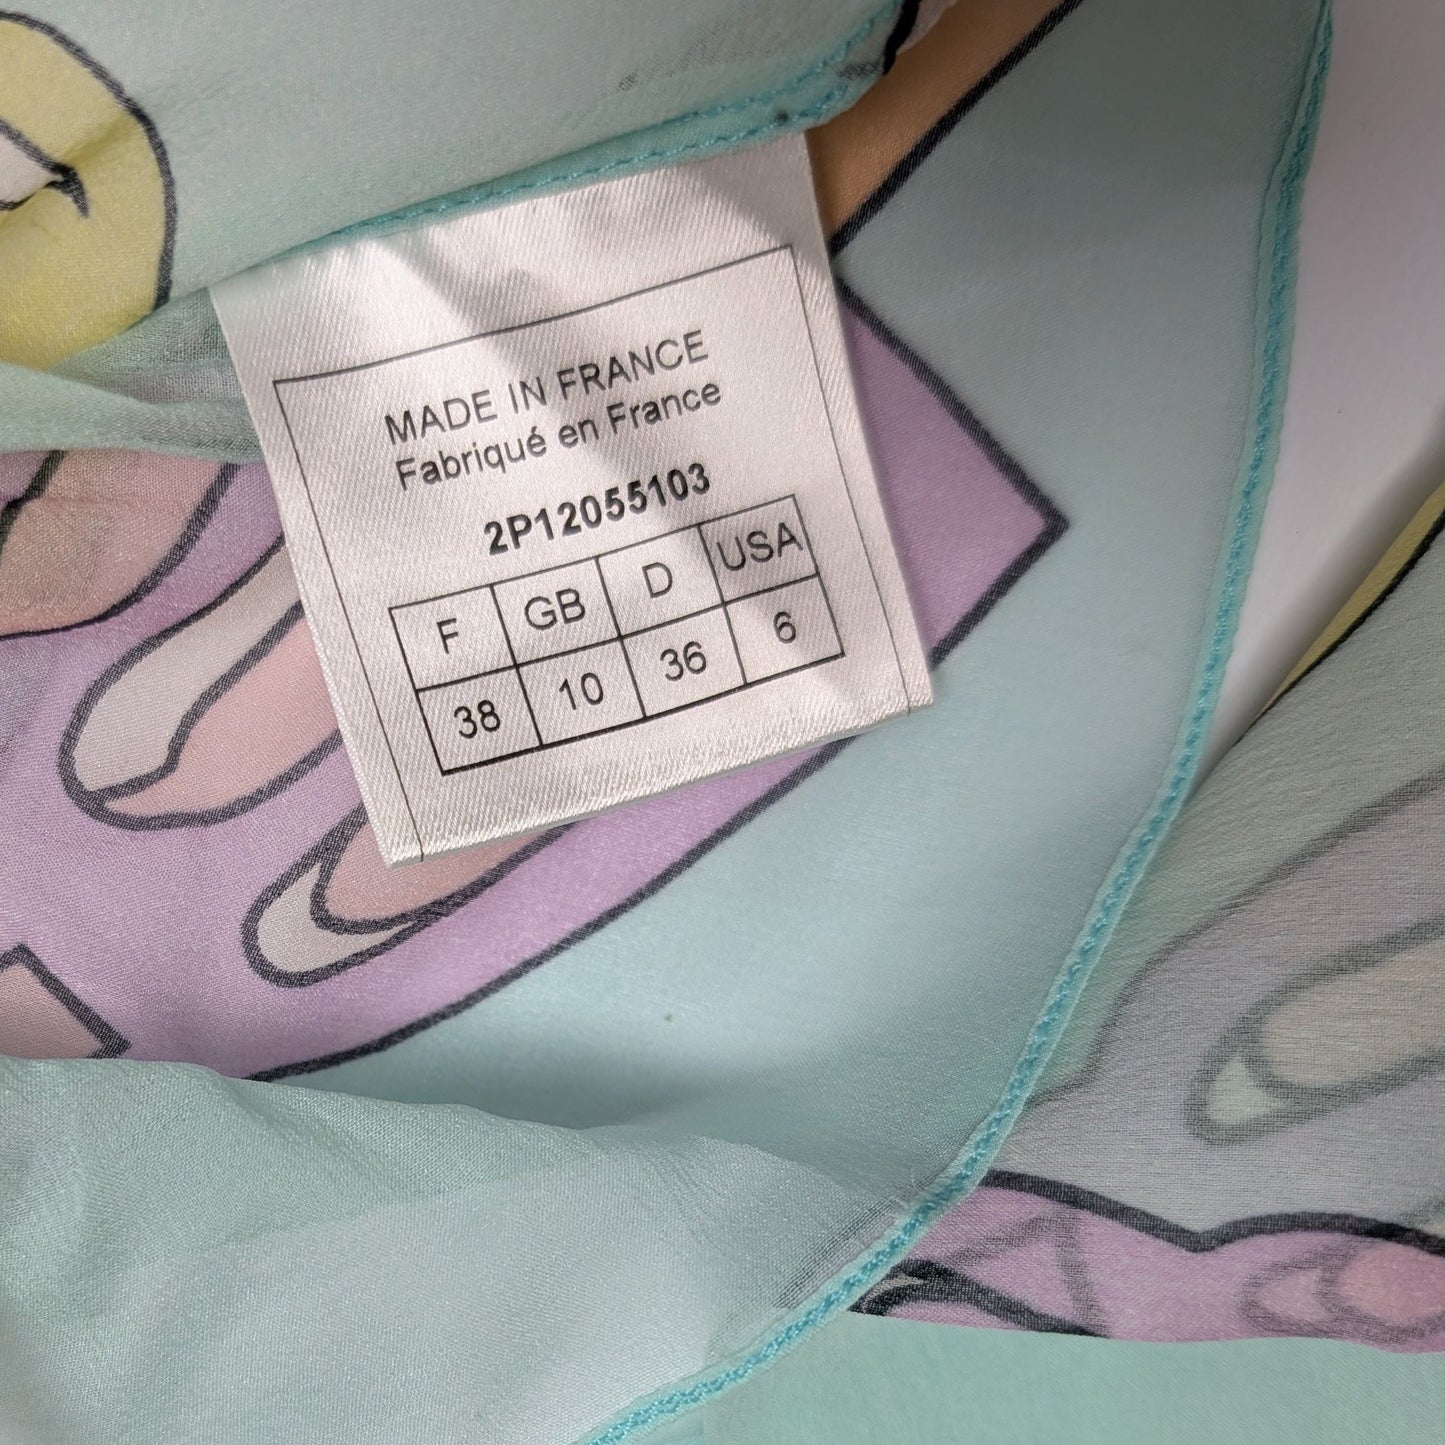 MADE IN FRANCE
Fabriqué en France
2P12055103
F GB D USA
38 10 36 6